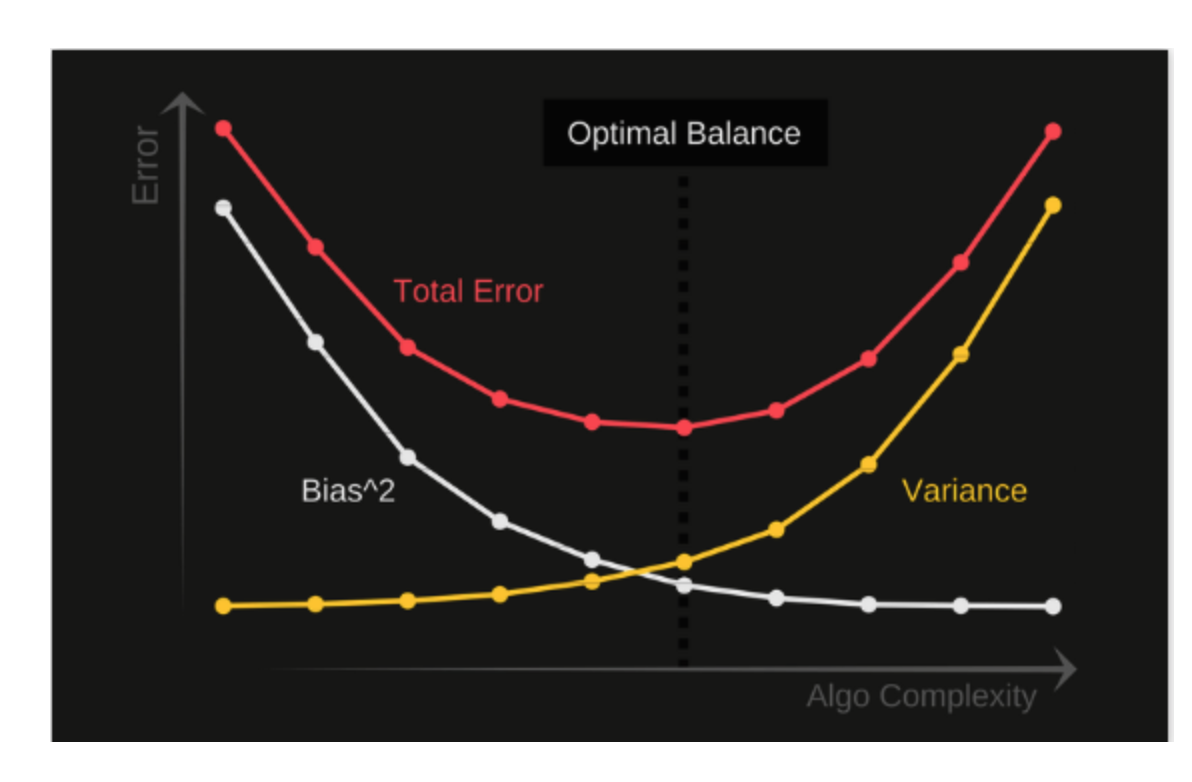 Optimal Balance
Error
Total Error
Bias^2
Variance
Algo Complexity